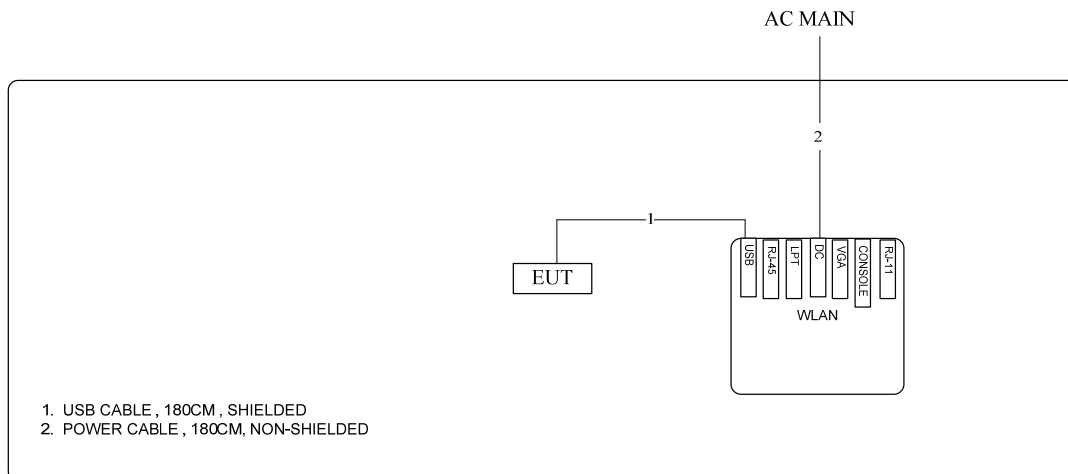 AC MAIN
2
1
EUT
USB
RJ-45
LPT
DC
VGA
CONSOLE
RJ-11
WLAN
1. USB CABLE , 180CM , SHIELDED
2. POWER CABLE , 180CM, NON-SHIELDED